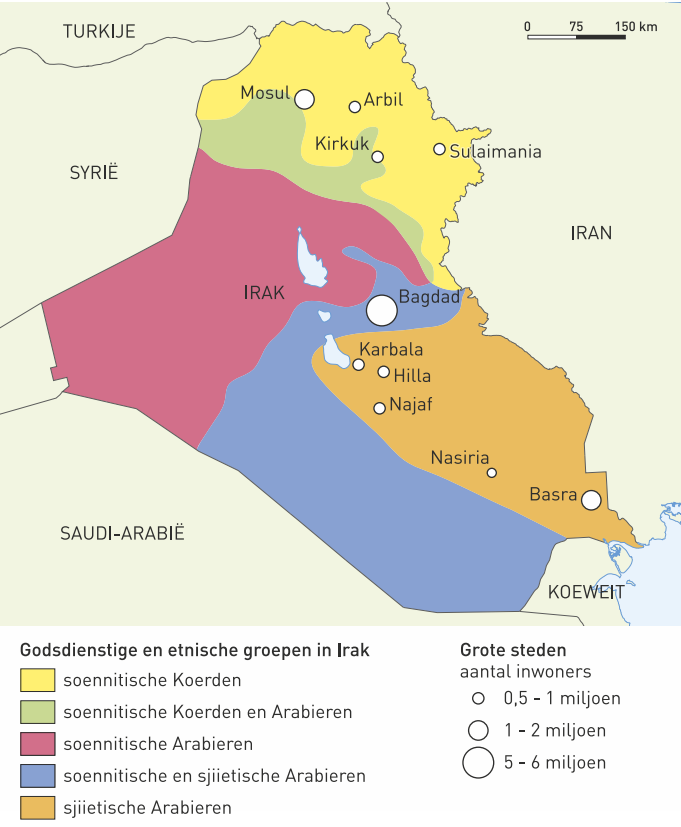 TURKIJE
0 75 150 km
Mosul
Arbil
Kirkuk
Sulaimania
SYRIË
IRAN
IRAK
Bagdad
Karbala
Hilla
Najaf
Nasiria
Basra
SAUDI-ARABIË
KOEWEIT
Godsdienstige en etnische groepen in Irak
soennitische Koerden
soennitische Koerden en Arabieren
soennitische Arabieren
soennitische en sjiietische Arabieren
sjiietische Arabieren
Grote steden
aantal inwoners
0,5 - 1 miljoen
1 - 2 miljoen
5 - 6 miljoen